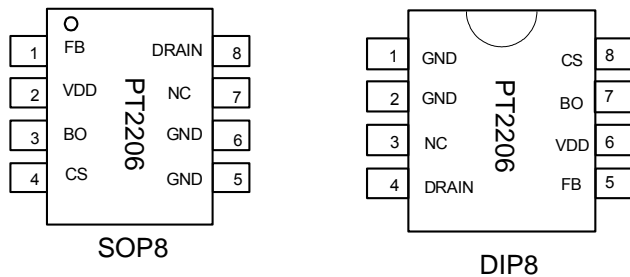 1 FB DRAIN 8
2 VDD NC 7
3 BO GND 6
4 CS GND 5
PT2206
SOP8
1 GND CS 8
2 GND BO 7
3 NC VDD 6
4 DRAIN FB 5
PT2206
DIP8